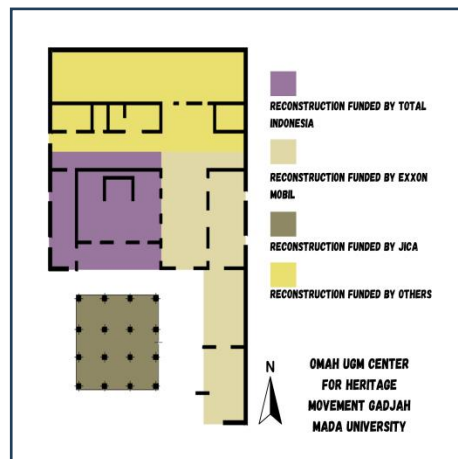 RECONSTRUCTION FUNDED BY TOTAL
INDONESIA
RECONSTRUCTION FUNDED BY EXXON
MOBIL
RECONSTRUCTION FUNDED BY JICA
RECONSTRUCTION FUNDED BY OTHERS
N
OMAH UGM CENTER
FOR HERITAGE
MOVEMENT GADJAH
MADA UNIVERSITY